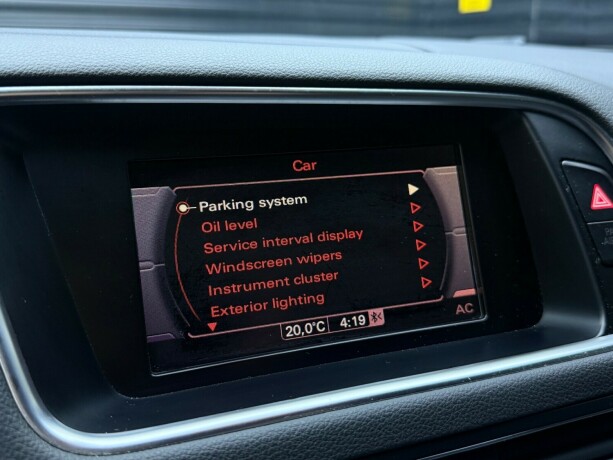 Car
Parking system
Oil level
Service interval display
Windscreen wipers
Instrument cluster
Exterior lighting
20,0°C 4:19
AC